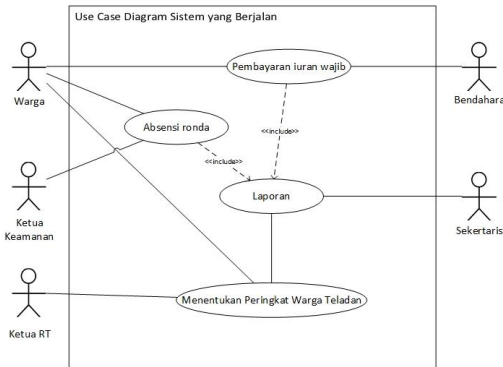 Use Case Diagram Sistem yang Berjalan
Warga
Pembayaran iuran wajib
Bendahara
Absensi ronda
<<include>>
<<include>>
Ketua
Keamanan
Laporan
Sekertaris
Menentukan Peringkat Warga Teladan
Ketua RT